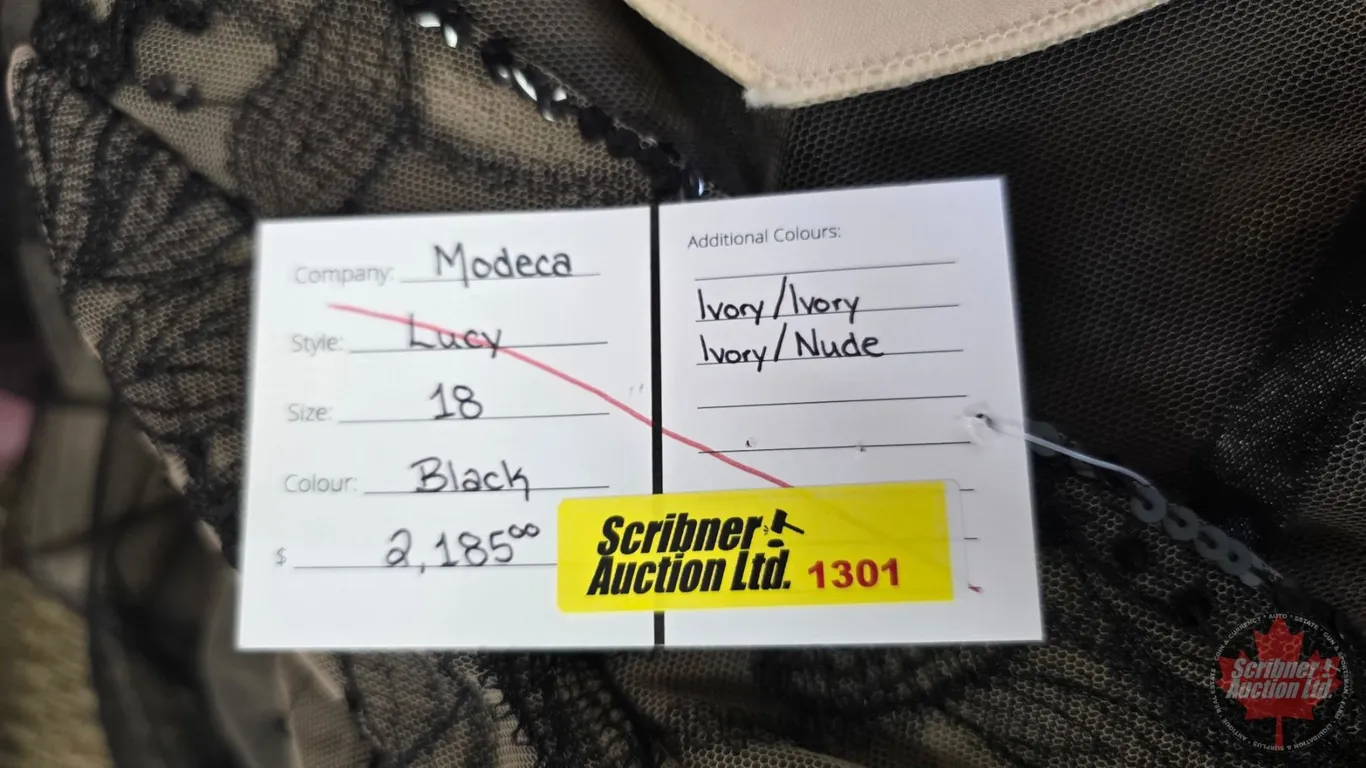 Company: Modeca
Style: Lucy
Size: 18
Colour: Black
$ 2,185⁰⁰
Additional Colours:
Ivory/Ivory
Ivory/Nude
Scribner
Auction Ltd. 1301
Scribner
Auction Ltd.